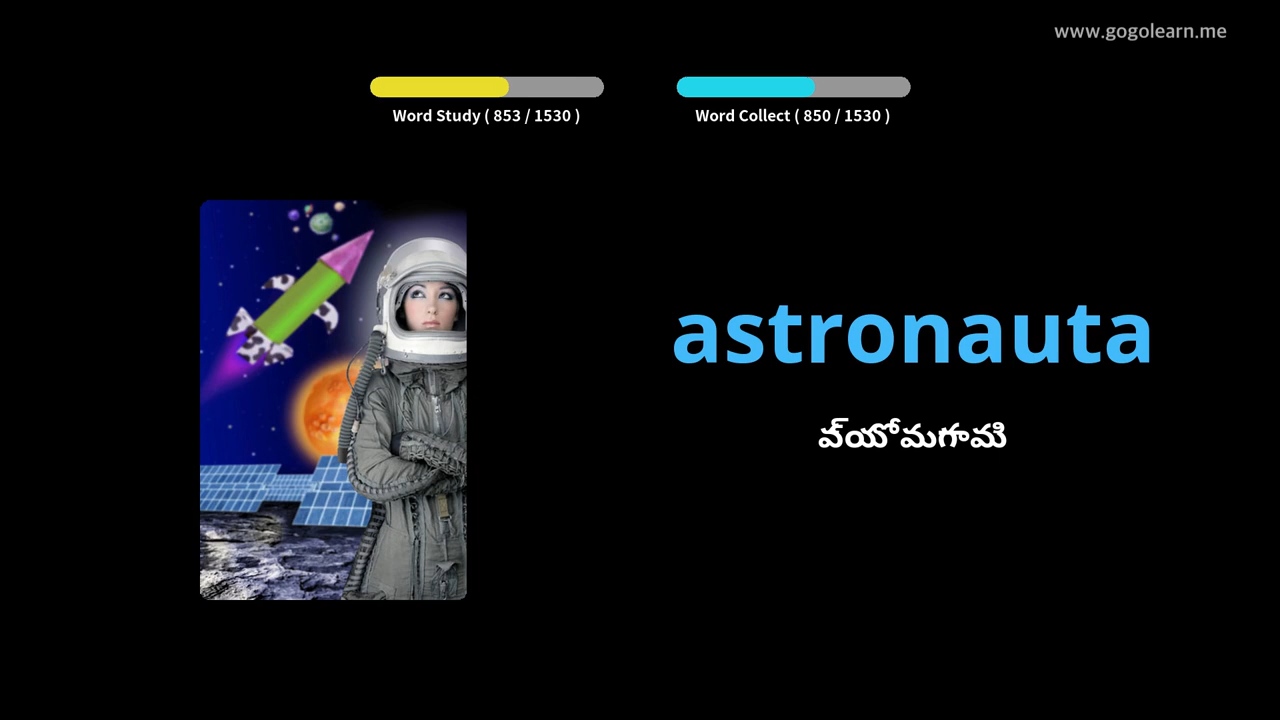 www.gogolearn.me
Word Study ( 853 / 1530 )
Word Collect ( 850 / 1530 )
astronauta
వ్యోమగామి